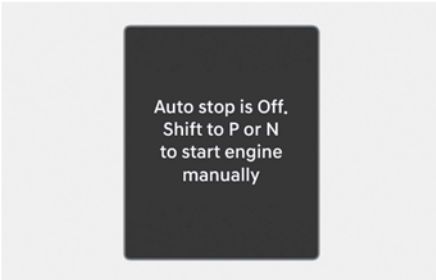 Auto stop is Off.
Shift to P or N
to start engine
manually